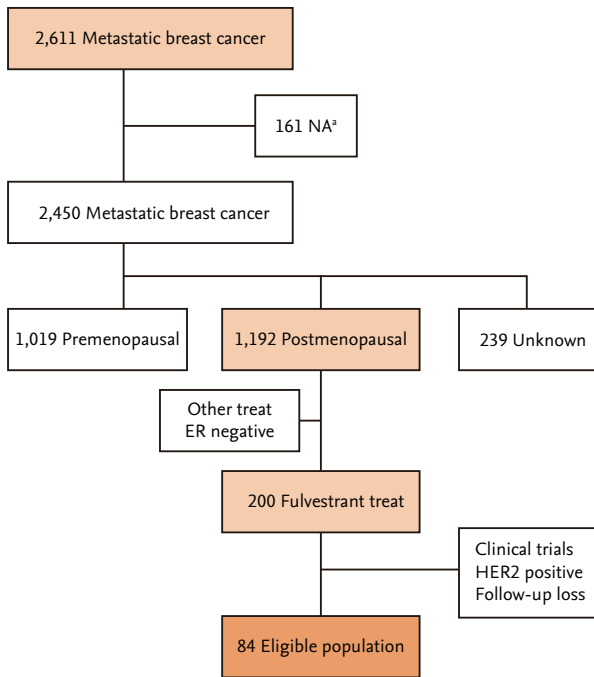 2,611 Metastatic breast cancer
161 NAᵃ
2,450 Metastatic breast cancer
1,019 Premenopausal
1,192 Postmenopausal
239 Unknown
Other treat
ER negative
200 Fulvestrant treat
Clinical trials
HER2 positive
Follow-up loss
84 Eligible population